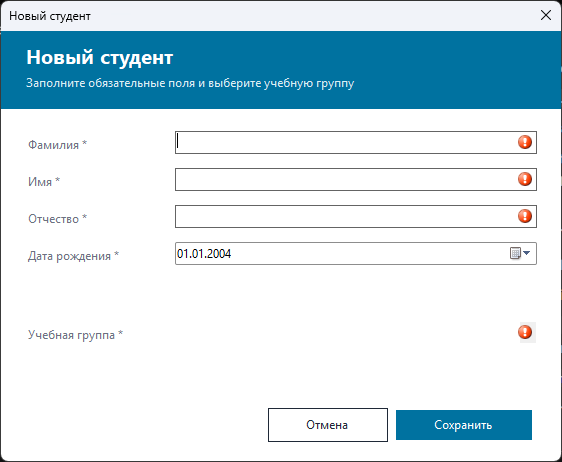 Новый студент
Новый студент
Заполните обязательные поля и выберите учебную группу
Фамилия *
Имя *
Отчество *
Дата рождения * 01.01.2004
Учебная группа *
Отмена Сохранить